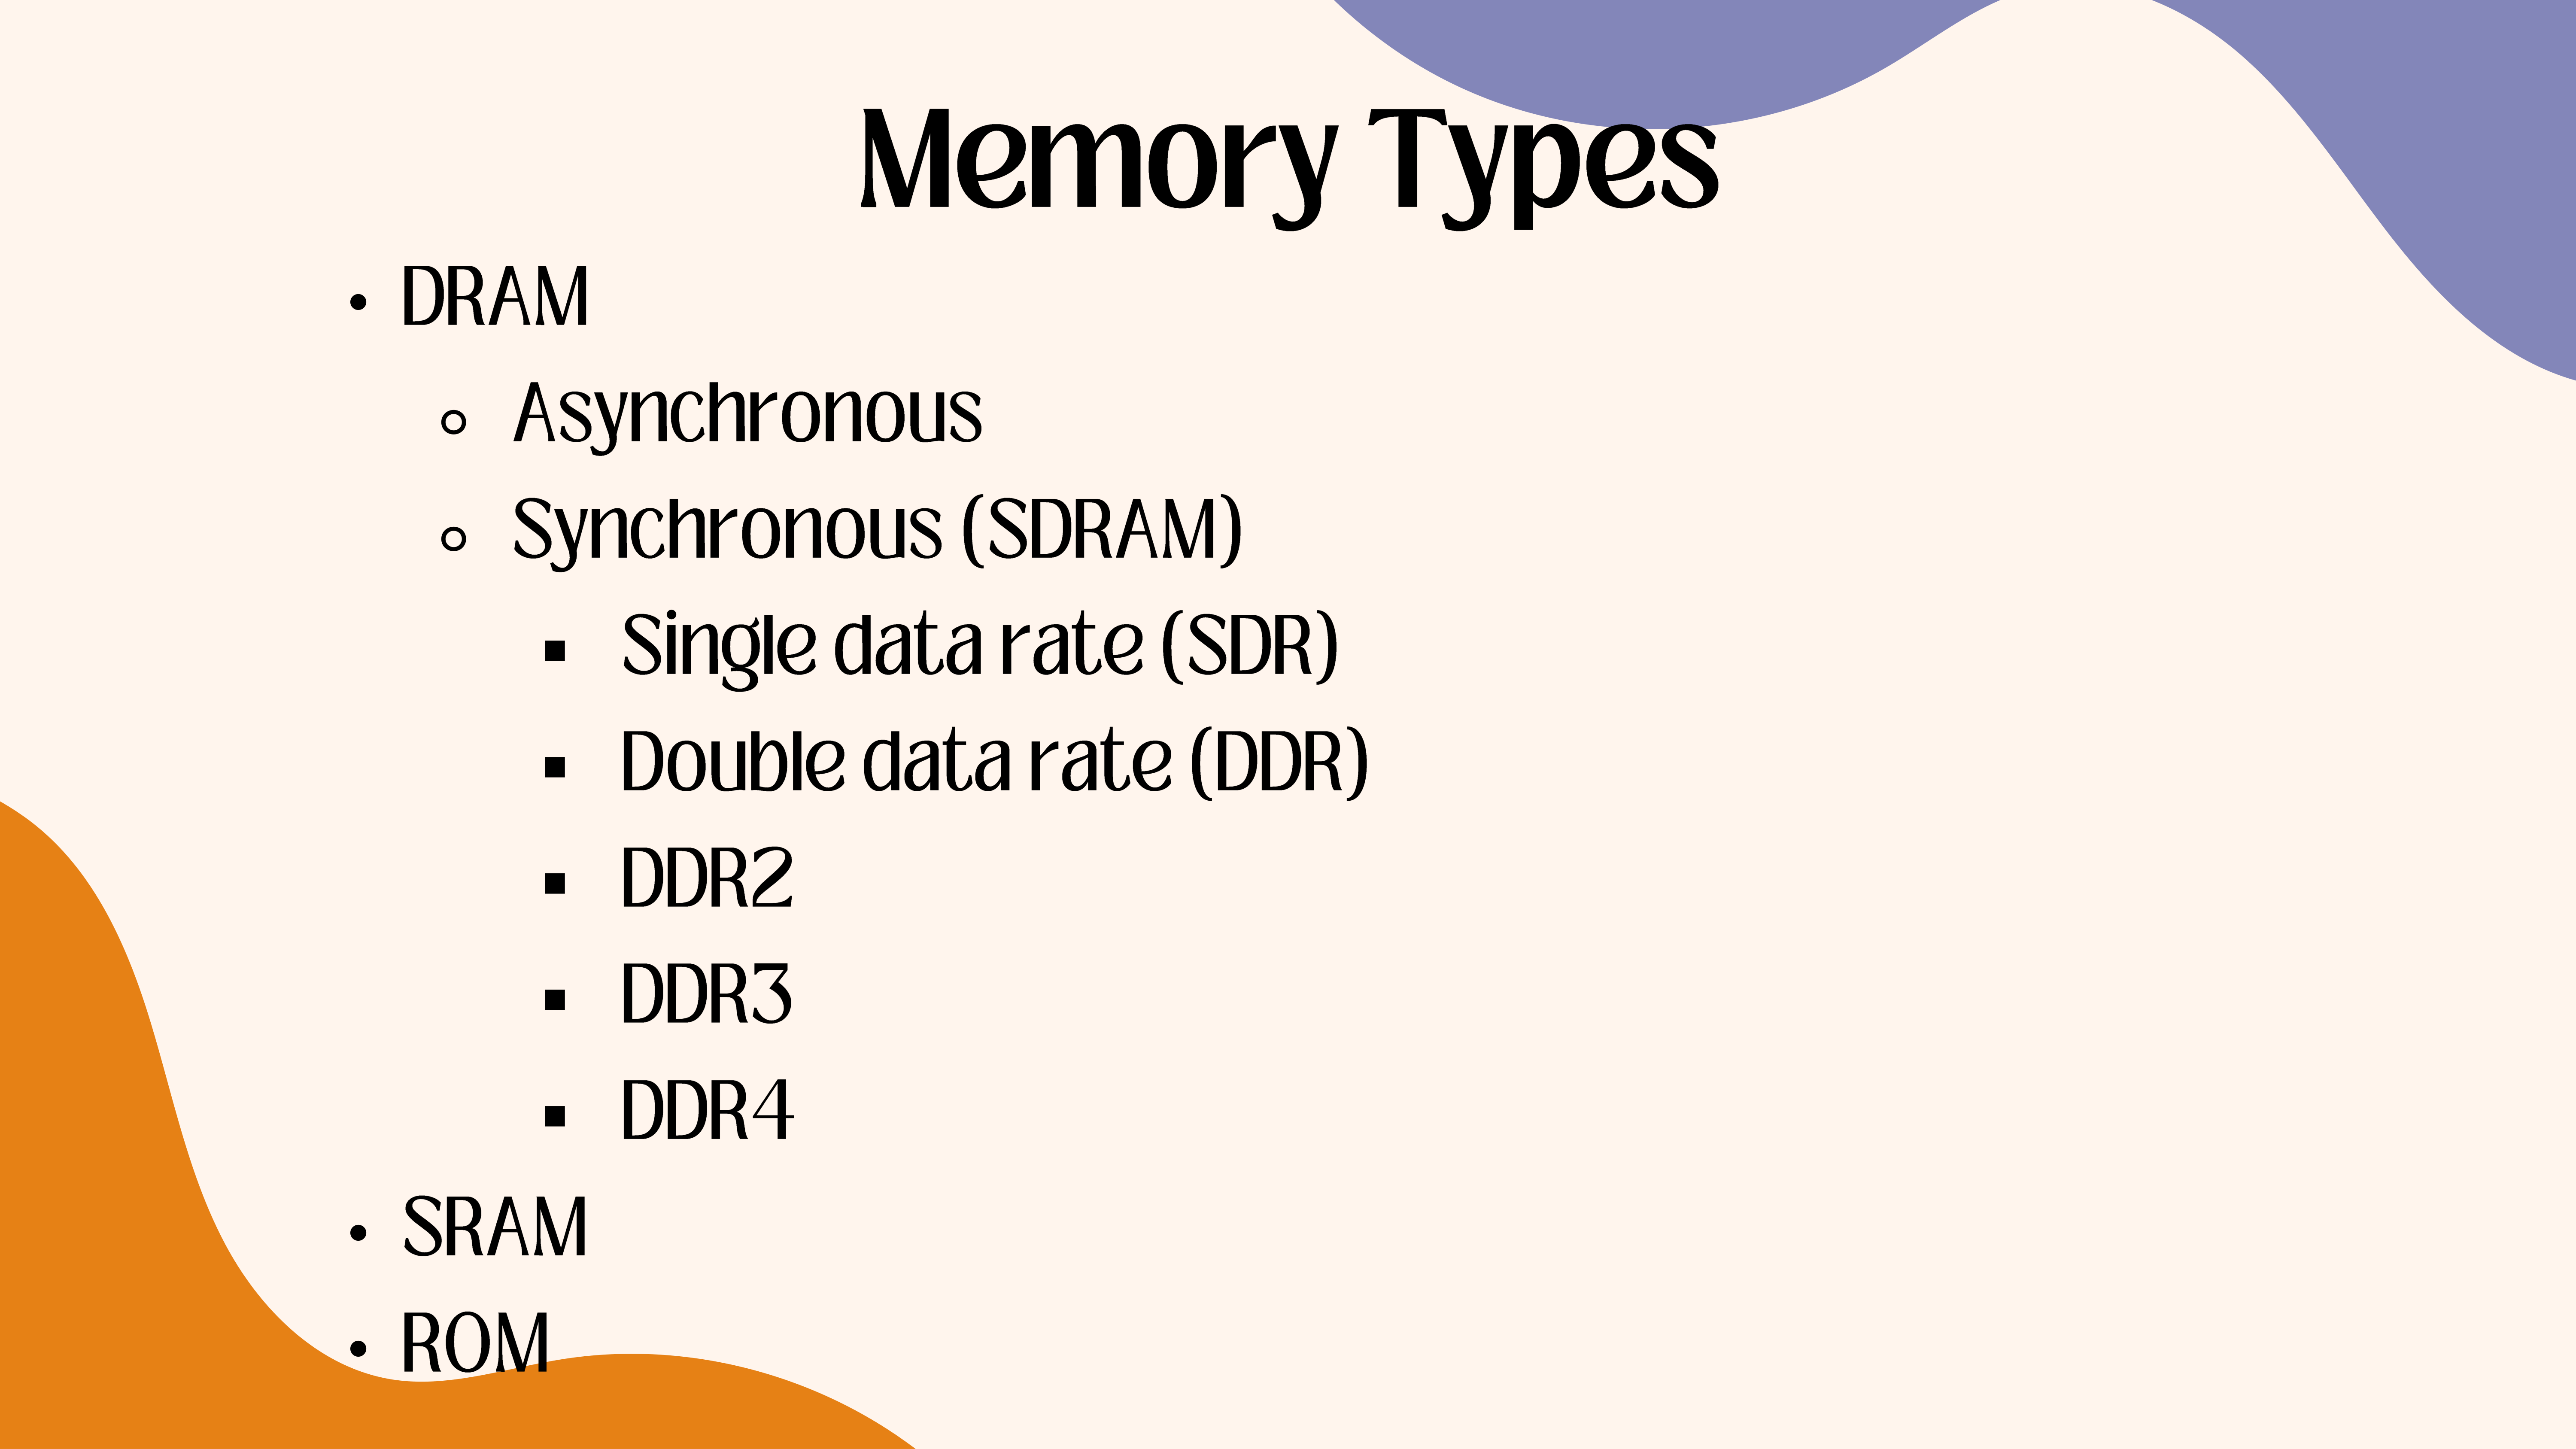 Memory Types
• DRAM
◦ Asynchronous
◦ Synchronous (SDRAM)
▪ Single data rate (SDR)
▪ Double data rate (DDR)
▪ DDR2
▪ DDR3
▪ DDR4
• SRAM
• ROM